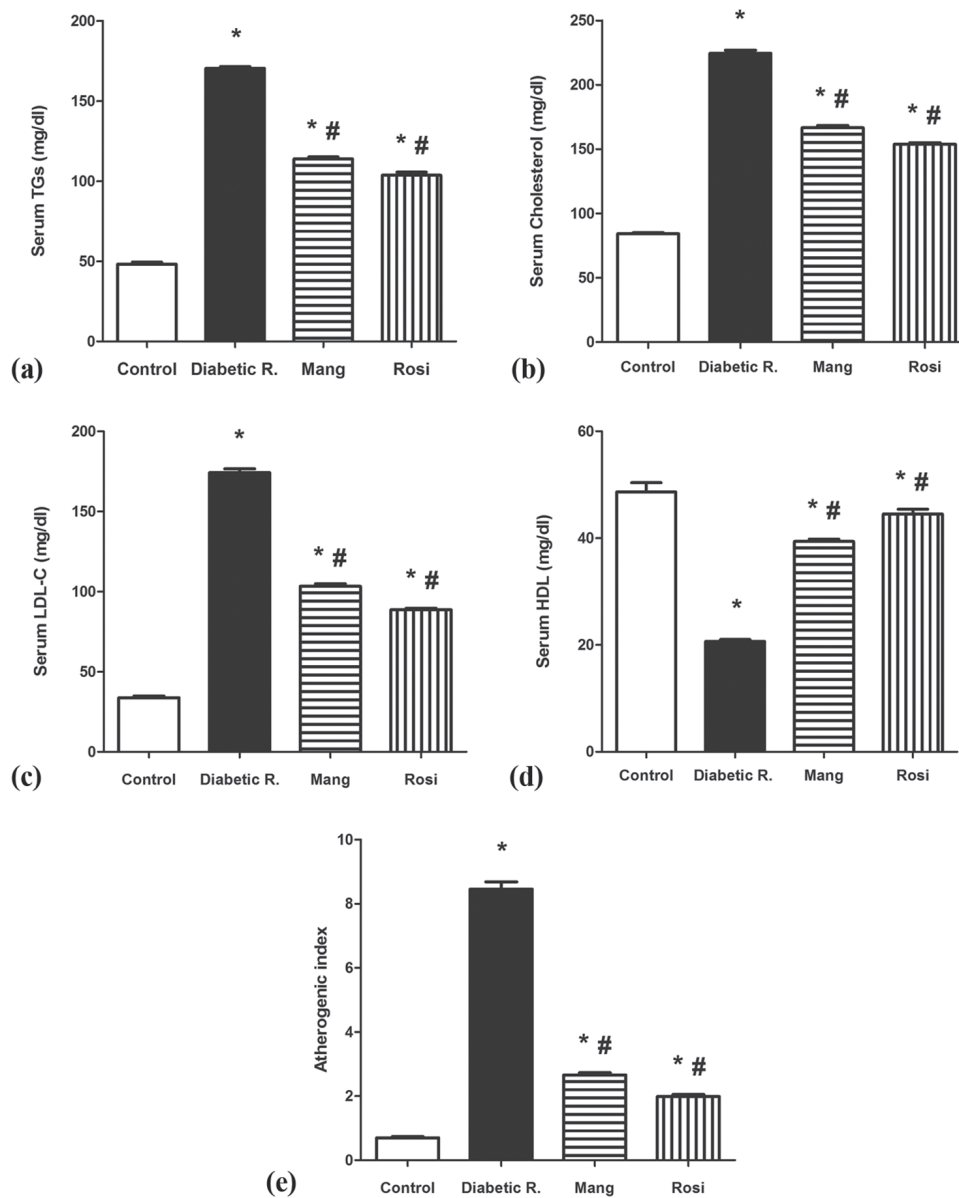 200
150
100
50
0
Serum TGs (mg/dl)
*
* #
* #
Control Diabetic R. Mang Rosi
(a)
250
200
150
100
50
0
Serum Cholesterol (mg/dl)
*
* #
* #
Control Diabetic R. Mang Rosi
(b)
200
150
100
50
0
Serum LDL-C (mg/dl)
*
* #
* #
Control Diabetic R. Mang Rosi
(c)
60
40
20
0
Serum HDL (mg/dl)
*
* #
* #
Control Diabetic R. Mang Rosi
(d)
10
8
6
4
2
0
Atherogenic index
*
* #
* #
Control Diabetic R. Mang Rosi
(e)